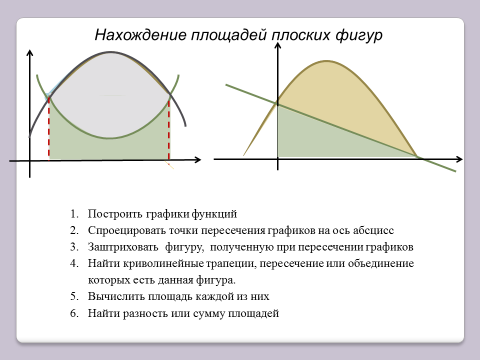 Нахождение площадей плоских фигур
1. Построить графики функций
2. Спроецировать точки пересечения графиков на ось абсцисс
3. Заштриховать фигуру, полученную при пересечении графиков
4. Найти криволинейные трапеции, пересечение или объединение
которых есть данная фигура.
5. Вычислить площадь каждой из них
6. Найти разность или сумму площадей